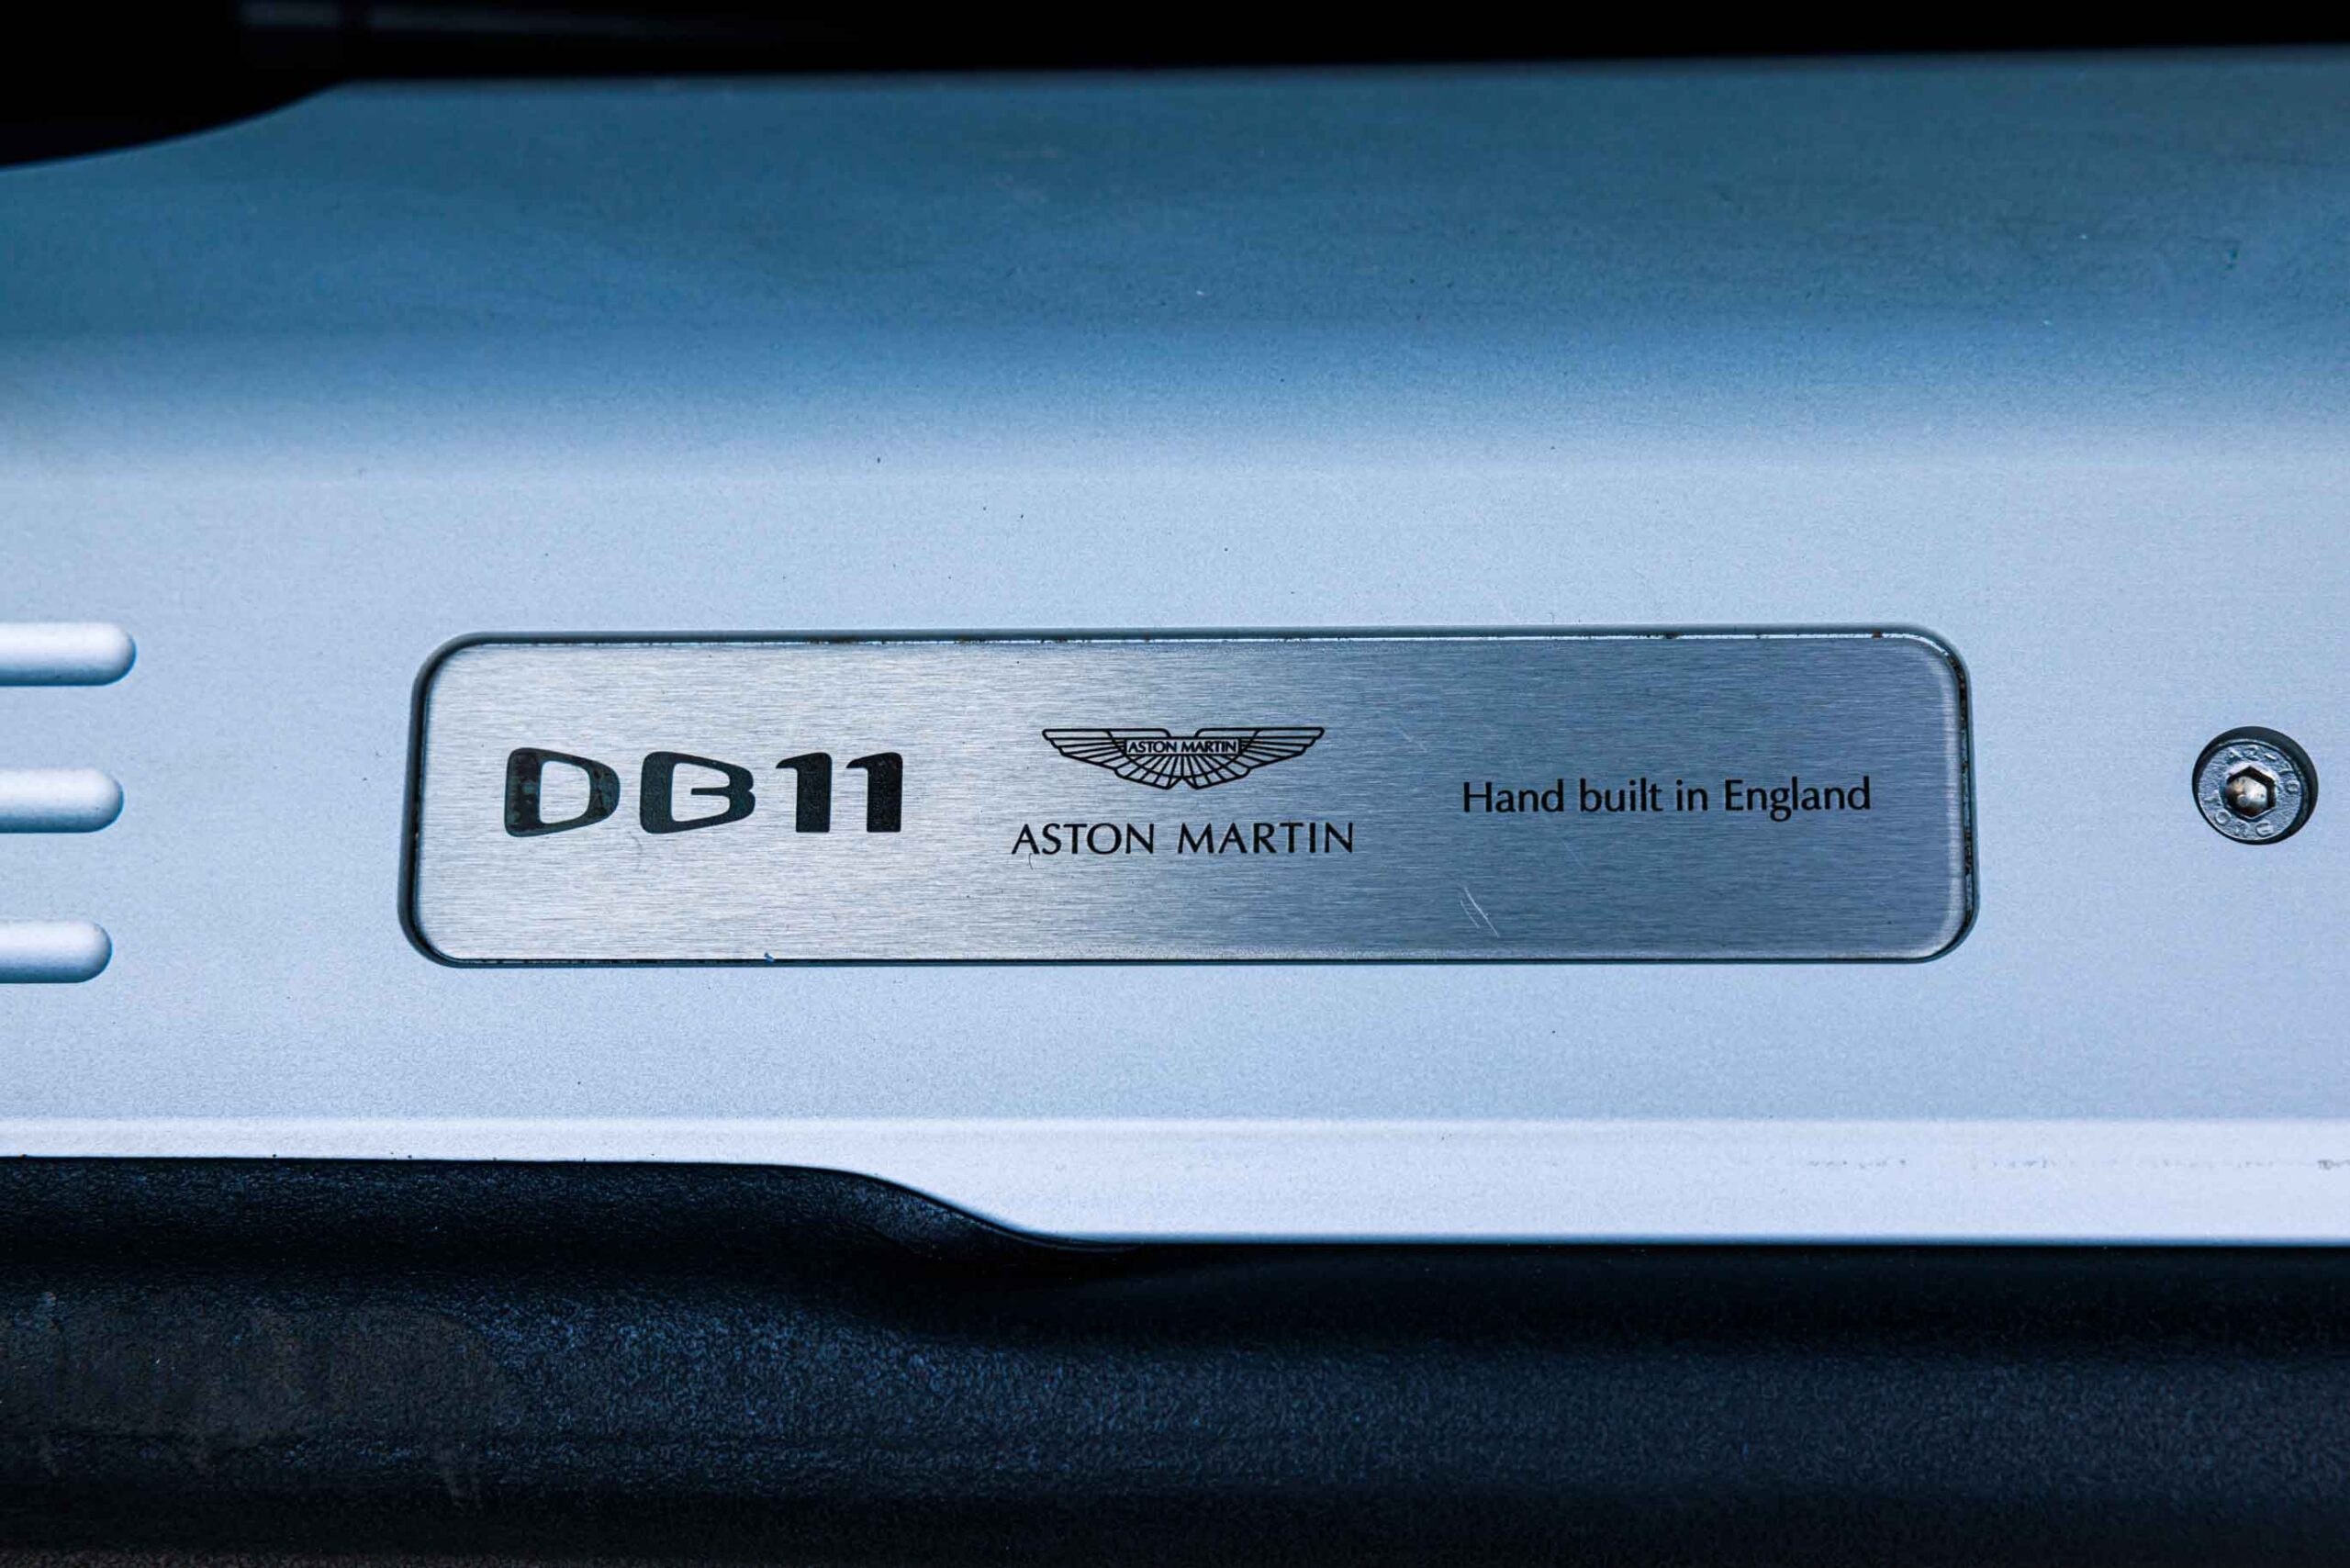 DB11
ASTON MARTIN
ASTON MARTIN
Hand built in England